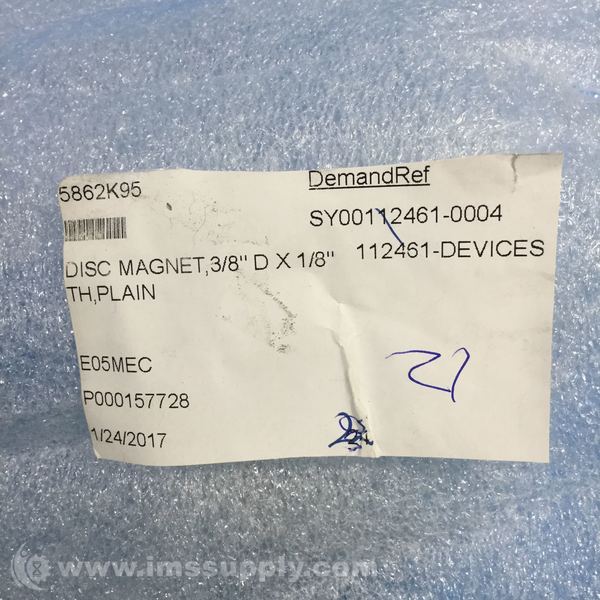 5862K95
DemandRef
SY00112461-0004
DISC MAGNET,3/8" D X 1/8" 112461-DEVICES
TH,PLAIN
E05MEC
P000157728
1/24/2017
www.imssupply.com